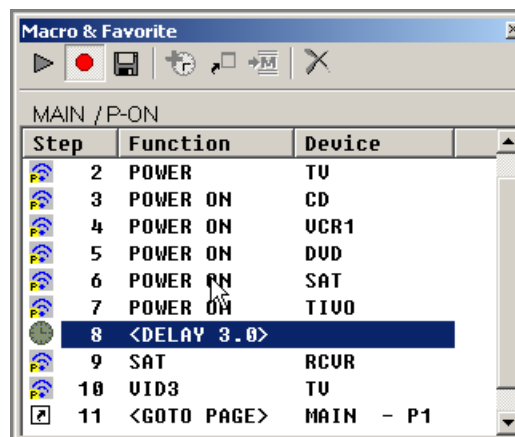 Macro & Favorite
MAIN / P-ON
Step Function Device
2 POWER TV
3 POWER ON CD
4 POWER ON VCR1
5 POWER ON DVD
6 POWER ON SAT
7 POWER ON TIVO
8 <DELAY 3.0>
9 SAT RCVR
10 VID3 TV
11 <GOTO PAGE> MAIN - P1